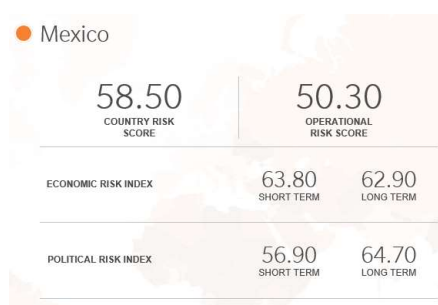 Mexico
58.50 50.30
COUNTRY RISK OPERATIONAL
SCORE RISK SCORE
ECONOMIC RISK INDEX 63.80 62.90
SHORT TERM LONG TERM
POLITICAL RISK INDEX 56.90 64.70
SHORT TERM LONG TERM